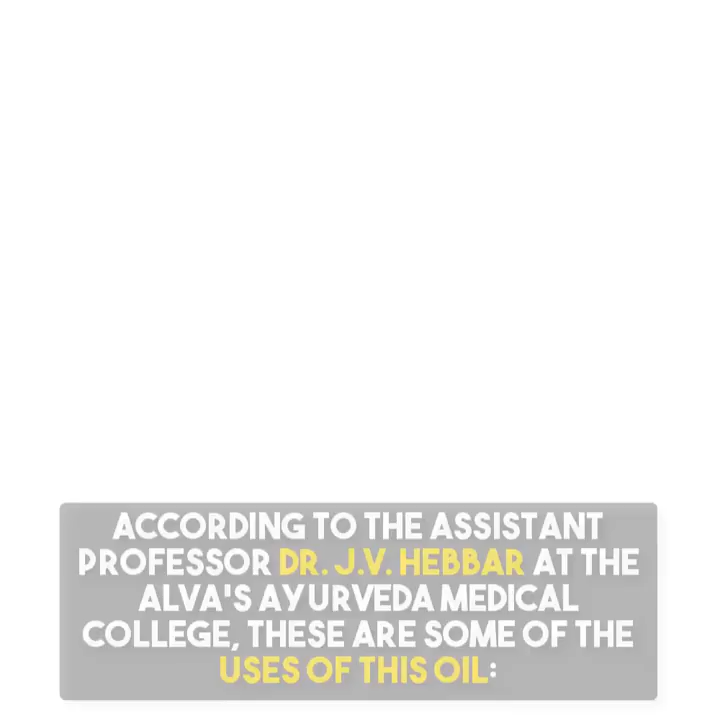 ACCORDING TO THE ASSISTANT
PROFESSOR DR. J.V. HEBBAR AT THE
ALVA'S AYURVEDA MEDICAL
COLLEGE, THESE ARE SOME OF THE
USES OF THIS OIL: